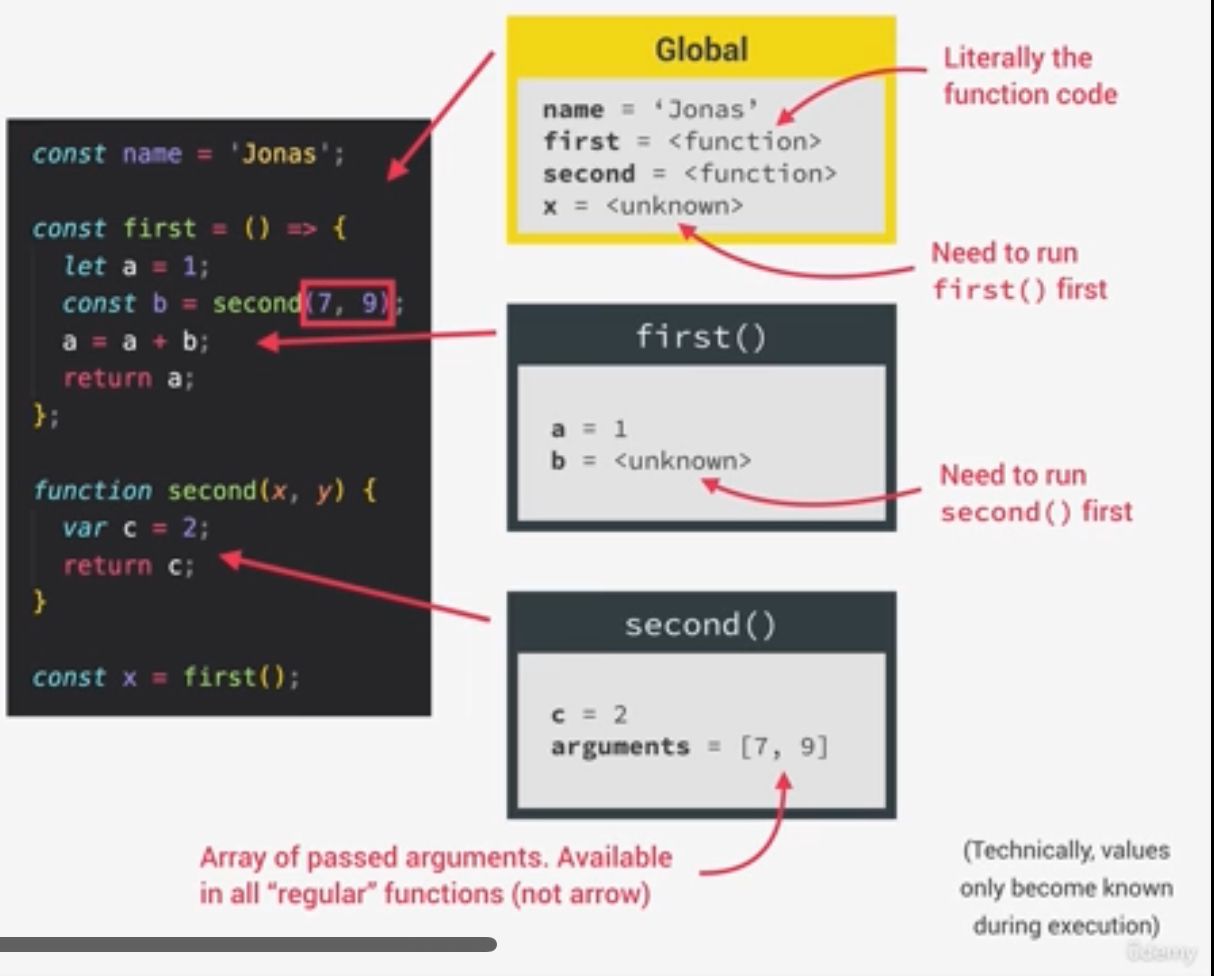 const name = 'Jonas';
const first = () => {
let a = 1;
const b = second(7, 9);
a = a + b;
return a;
};
function second(x, y) {
var c = 2;
return c;
}
const x = first();
Global
name = ‘Jonas’
first = <function>
second = <function>
x = <unknown>
Literally the
function code
Need to run
first() first
first()
a = 1
b = <unknown>
Need to run
second() first
second()
c = 2
arguments = [7, 9]
Array of passed arguments. Available
in all “regular” functions (not arrow)
(Technically, values
only become known
during execution)
ûdemy